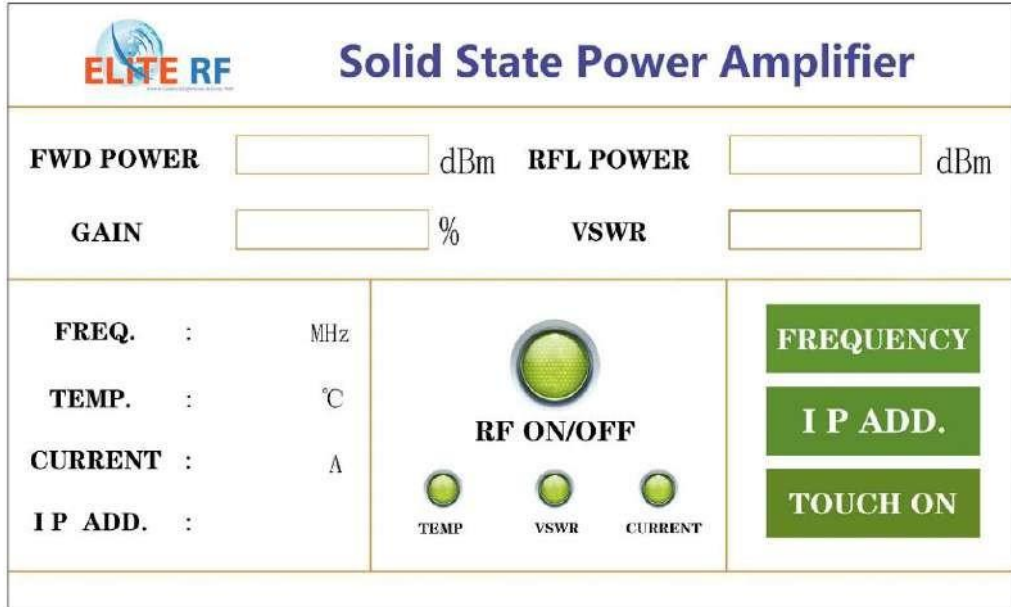 ELITE RF
Solid State Power Amplifier
FWD POWER dBm RFL POWER dBm
GAIN % VSWR
FREQ. : MHz
TEMP. : ℃
CURRENT : A
I P ADD. :
RF ON/OFF
TEMP VSWR CURRENT
FREQUENCY
I P ADD.
TOUCH ON